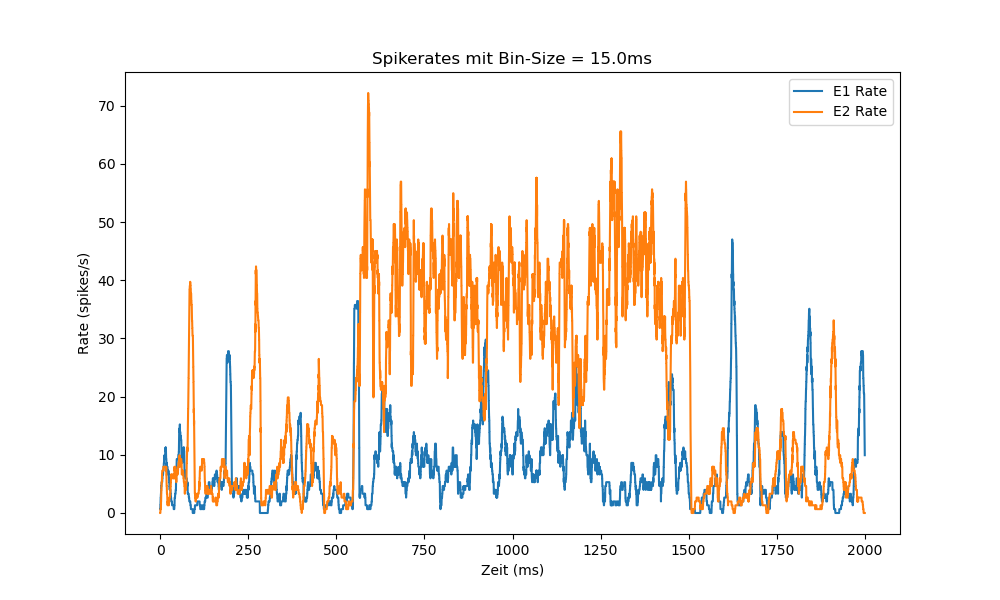 Spikerates mit Bin-Size = 15.0ms
E1 Rate
E2 Rate
Rate (spikes/s)
70
60
50
40
30
20
10
0
0 250 500 750 1000 1250 1500 1750 2000
Zeit (ms)